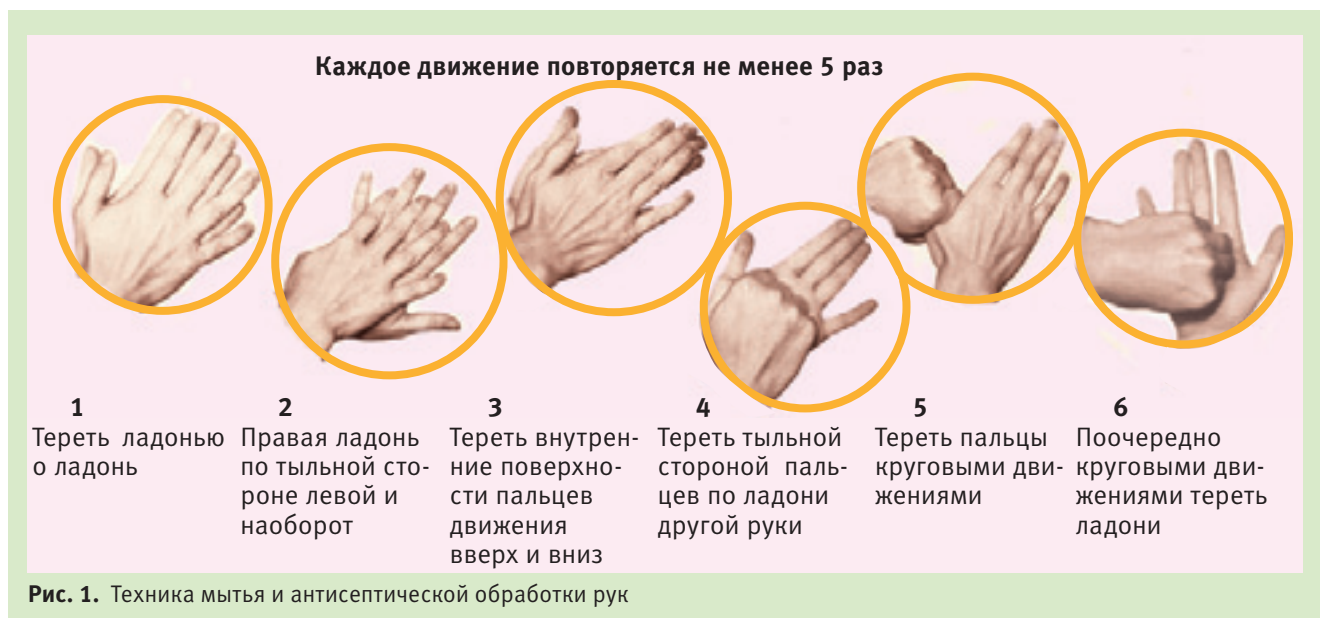 Каждое движение повторяется не менее 5 раз
1
Тереть ладонью
о ладонь
2
Правая ладонь
по тыльной сто-
роне левой и
наоборот
3
Тереть внутрен-
ние поверхно-
сти пальцев
движения
вверх и вниз
4
Тереть тыльной
стороной паль-
цев по ладони
другой руки
5
Тереть пальцы
круговыми дви-
жениями
6
Поочередно
круговыми дви-
жениями тереть
ладони
Рис. 1. Техника мытья и антисептической обработки рук